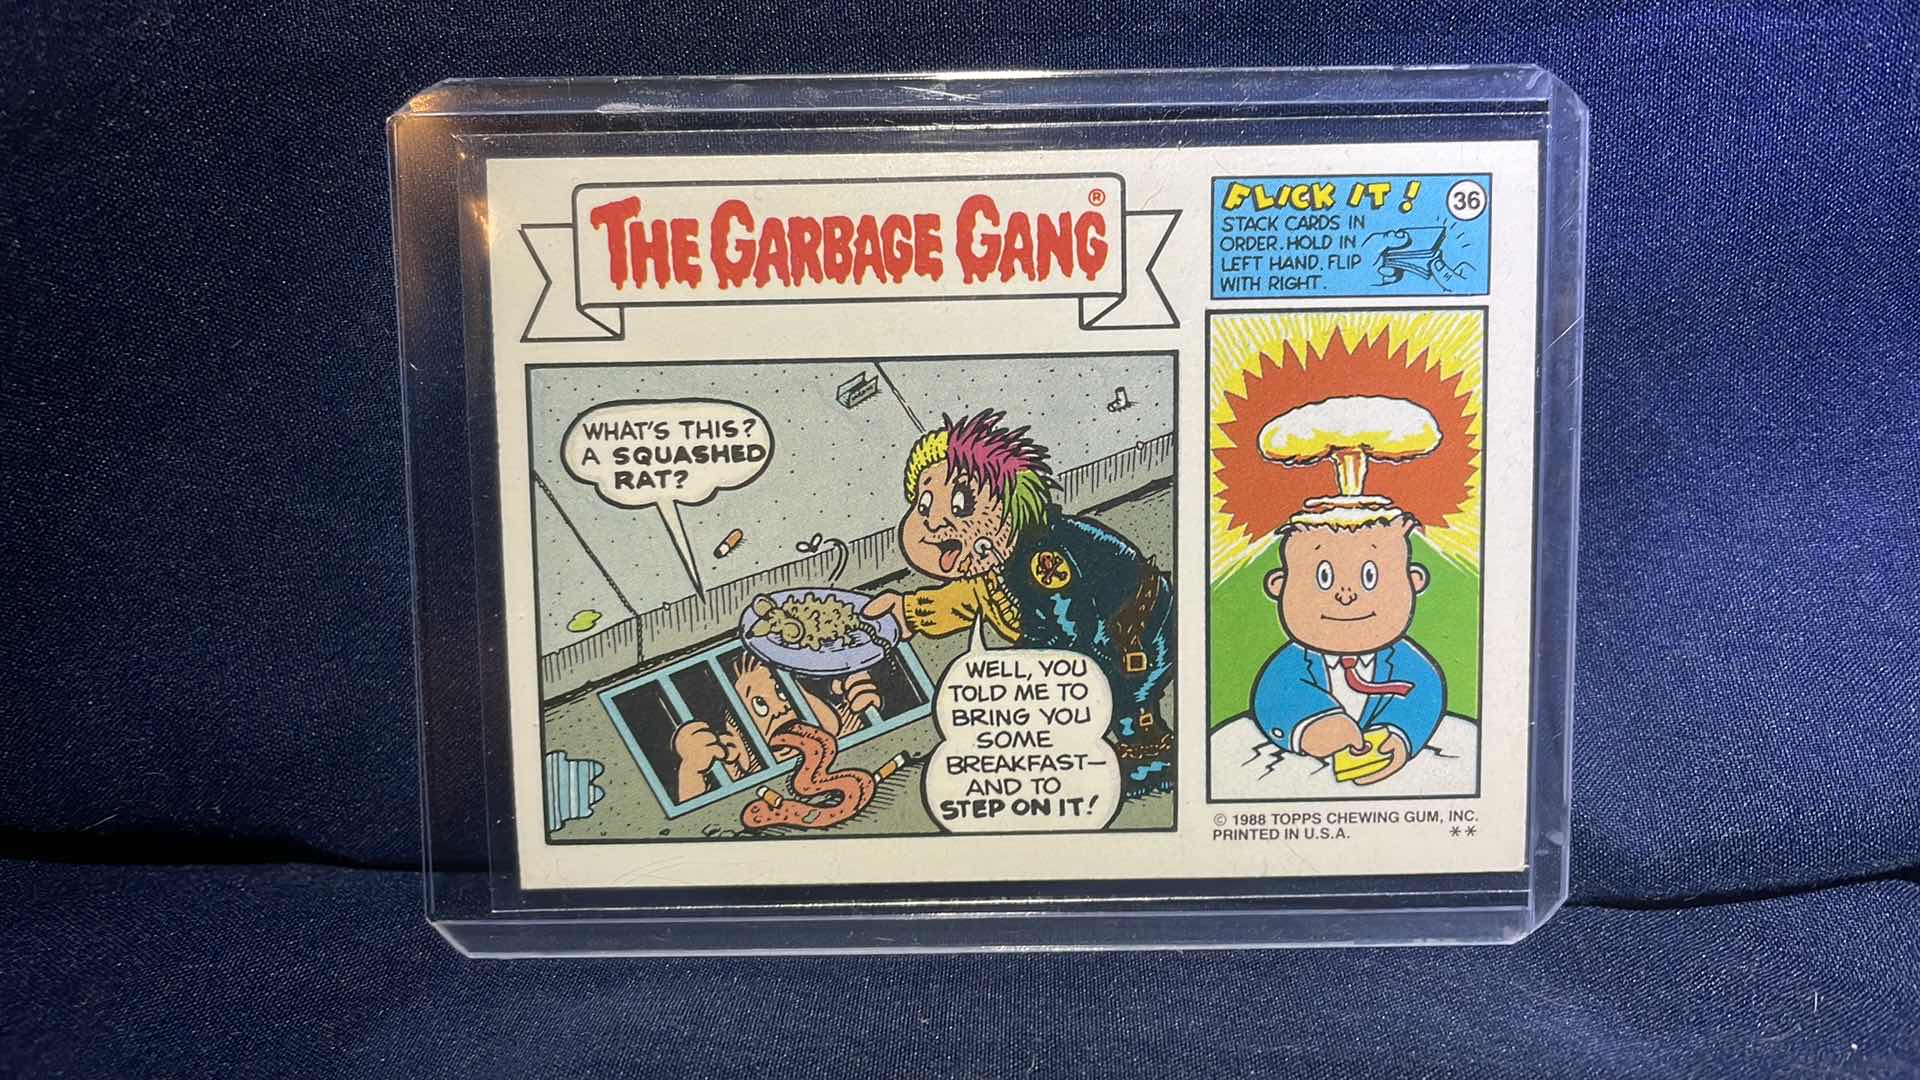 THE GARBAGE GANG®
FLICK IT! 36
STACK CARDS IN
ORDER. HOLD IN
LEFT HAND. FLIP
WITH RIGHT.
WHAT'S THIS?
A SQUASHED
RAT?
WELL, YOU
TOLD ME TO
BRING YOU
SOME
BREAKFAST—
AND TO
STEP ON IT!
© 1988 TOPPS CHEWING GUM, INC.
PRINTED IN U.S.A. **